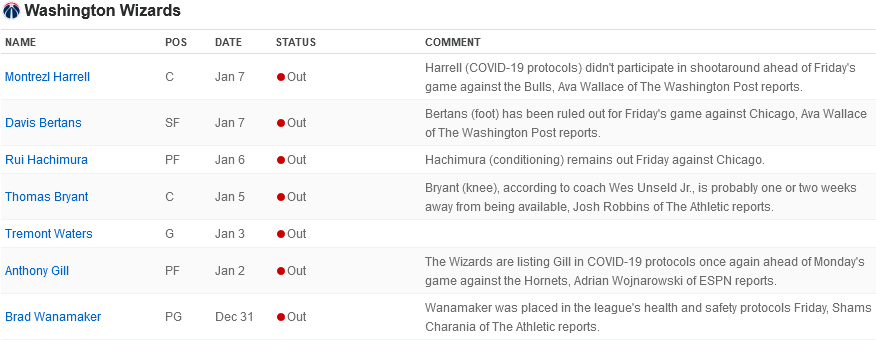 Washington Wizards
NAME POS DATE STATUS COMMENT
Montrezl Harrell C Jan 7 Out Harrell (COVID-19 protocols) didn't participate in shootaround ahead of Friday's
game against the Bulls, Ava Wallace of The Washington Post reports.
Davis Bertans SF Jan 7 Out Bertans (foot) has been ruled out for Friday's game against Chicago, Ava Wallace
of The Washington Post reports.
Rui Hachimura PF Jan 6 Out Hachimura (conditioning) remains out Friday against Chicago.
Thomas Bryant C Jan 5 Out Bryant (knee), according to coach Wes Unseld Jr., is probably one or two weeks
away from being available, Josh Robbins of The Athletic reports.
Tremont Waters G Jan 3 Out
Anthony Gill PF Jan 2 Out The Wizards are listing Gill in COVID-19 protocols once again ahead of Monday's
game against the Hornets, Adrian Wojnarowski of ESPN reports.
Brad Wanamaker PG Dec 31 Out Wanamaker was placed in the league's health and safety protocols Friday, Shams
Charania of The Athletic reports.